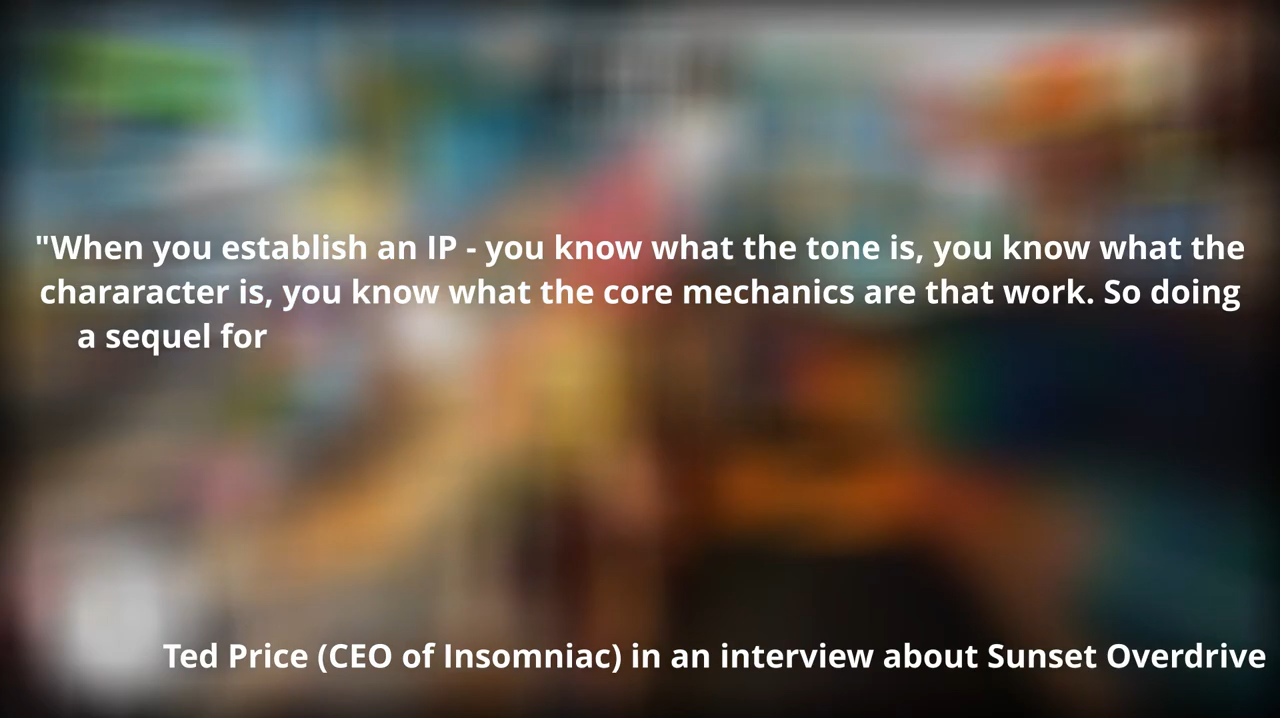 "When you establish an IP - you know what the tone is, you know what the
chararacter is, you know what the core mechanics are that work. So doing
a sequel for
Ted Price (CEO of Insomniac) in an interview about Sunset Overdrive